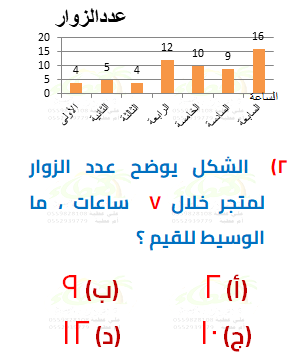 عددالزوار
20
15
10
5
0
4 5 4 12 10 9 16
الأولى الثانية الثالثة الرابعة الخامسة السادسة السابعة
الساعة
٢) الشكل يوضح عدد الزوار
لمتجر خلال ٧ ساعات ، ما
الوسيط للقيم ؟
(أ) ٢ (ب) ٩
(ج) ١٠ (د) ١٢